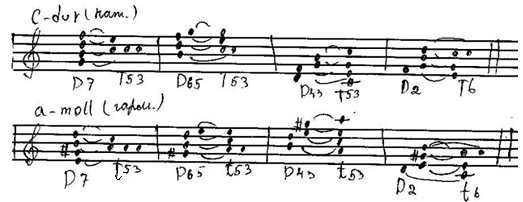 C-dur (нат.)
D7 T53 D65 T53 D43 T53 D2 T6
a-moll (гарм.)
D7 t53 D65 t53 D43 t53 D2 t6